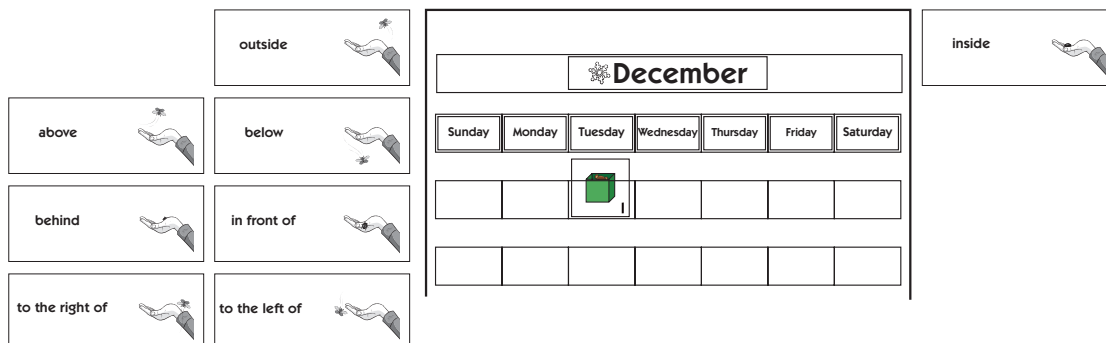 outside
above
below
behind
in front of
to the right of
to the left of
December
Sunday Monday Tuesday Wednesday Thursday Friday Saturday
1
inside